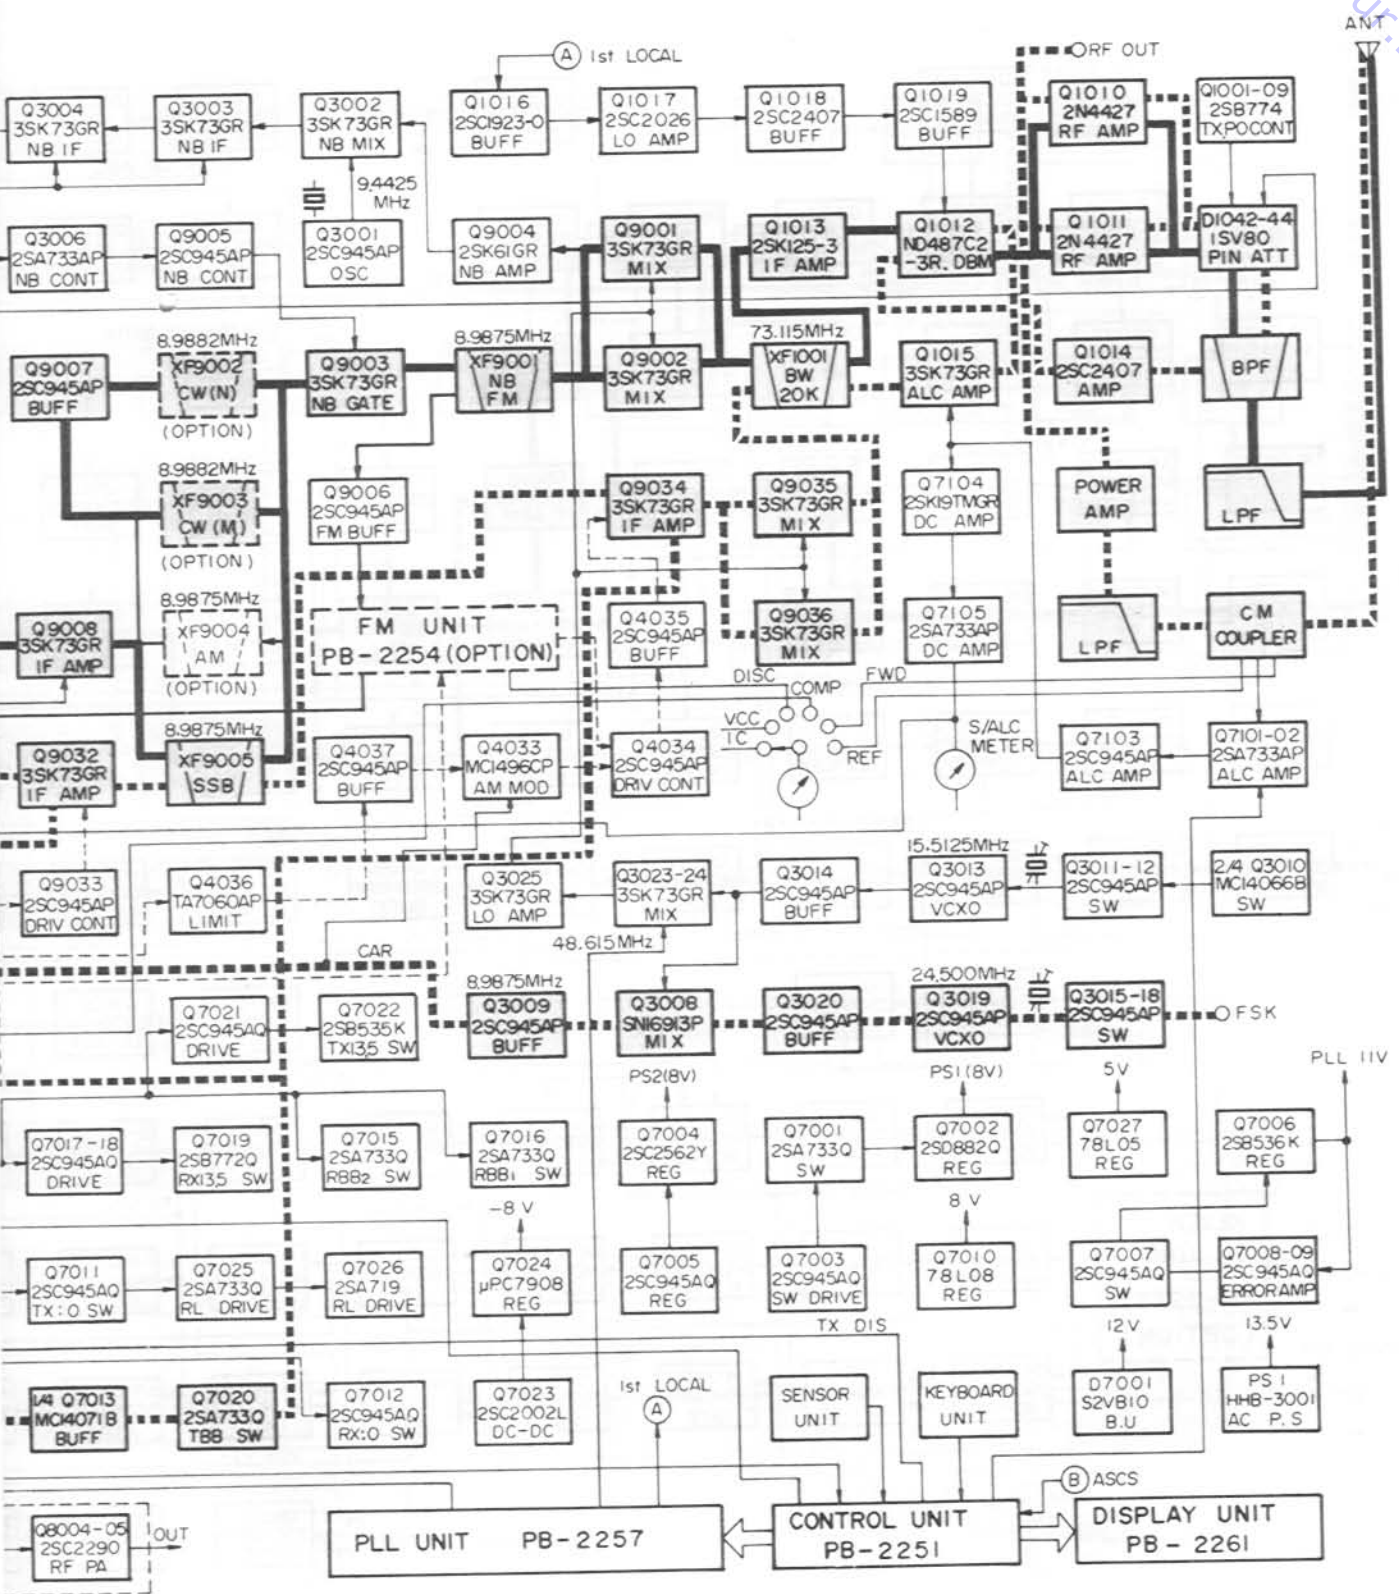 ur.
ANT
A 1st LOCAL
RF OUT
Q3004
3SK73GR
NB IF
Q3003
3SK73GR
NB IF
Q3002
3SK73GR
NB MIX
Q1016
2SC1923-O
BUFF
Q1017
2SC2026
LO AMP
Q1018
2SC2407
BUFF
Q1019
2SC1589
BUFF
Q1010
2N4427
RF AMP
Q1001-09
2SB774
TX.PO CONT
9.4425
MHz
Q3006
2SA733AP
NB CONT
Q9005
2SC945AP
NB CONT
Q3001
2SC945AP
OSC
Q9004
2SK61GR
NB AMP
Q9001
3SK73GR
MIX
Q1013
2SK125-3
IF AMP
Q1012
ND487C2
-3R. DBM
Q1011
2N4427
RF AMP
D1042-44
1SV80
PIN ATT
8.9882MHz
8.9875MHz
73.115MHz
Q9007
2SC945AP
BUFF
XF9002
CW(N)
(OPTION)
Q9003
3SK73GR
NB GATE
XF9001
NB
FM
Q9002
3SK73GR
MIX
XF1001
BW
20K
Q1015
3SK73GR
ALC AMP
Q1014
2SC2407
AMP
BPF
8.9882MHz
XF9003
CW (M)
(OPTION)
Q9006
2SC945AP
FM BUFF
Q9034
3SK73GR
IF AMP
Q9035
3SK73GR
MIX
Q7104
2SK19TMGR
DC AMP
POWER
AMP
LPF
8.9875MHz
Q9008
3SK73GR
IF AMP
XF9004
AM
(OPTION)
FM UNIT
PB-2254 (OPTION)
Q4035
2SC945AP
BUFF
Q9036
3SK73GR
MIX
Q7105
2SA733AP
DC AMP
LPF
CM
COUPLER
DISC
COMP
FWD
VCC
IC
REF
S/ALC
METER
8.9875MHz
Q9032
3SK73GR
IF AMP
XF9005
SSB
Q4037
2SC945AP
BUFF
Q4033
MC1496CP
AM MOD
Q4034
2SC945AP
DRIV CONT
Q7103
2SC945AP
ALC AMP
Q7101-02
2SA733AP
ALC AMP
15.5125MHz
Q9033
2SC945AP
DRIV CONT
Q4036
TA7060AP
LIMIT
Q3025
3SK73GR
LO AMP
Q3023-24
3SK73GR
MIX
Q3014
2SC945AP
BUFF
Q3013
2SC945AP
VCXO
Q3011-12
2SC945AP
SW
2/4 Q3010
MC14066B
SW
CAR
48.615MHz
8.9875MHz
24.500MHz
Q7021
2SC945AQ
DRIVE
Q7022
2SB535K
TX13.5 SW
Q3009
2SC945AP
BUFF
Q3008
SN16913P
MIX
Q3020
2SC945AP
BUFF
Q3019
2SC945AP
VCXO
Q3015-18
2SC945AP
SW
FSK
PS2(8V)
PS1(8V)
5V
PLL 11V
Q7017-18
2SC945AQ
DRIVE
Q7019
2SB772Q
RX13.5 SW
Q7015
2SA733Q
RBB2 SW
Q7016
2SA733Q
RBB1 SW
Q7004
2SC2562Y
REG
Q7001
2SA733Q
SW
Q7002
2SD882Q
REG
Q7027
78L05
REG
Q7006
2SB536K
REG
-8 V
8 V
Q7011
2SC945AQ
TX:0 SW
Q7025
2SA733Q
RL DRIVE
Q7026
2SA719
RL DRIVE
Q7024
µPC7908
REG
Q7005
2SC945AQ
REG
Q7003
2SC945AQ
SW DRIVE
Q7010
78L08
REG
Q7007
2SC945AQ
SW
Q7008-09
2SC945AQ
ERROR AMP
TX DIS
12V
13.5V
1/4 Q7013
MC14071B
BUFF
Q7020
2SA733Q
TBB SW
Q7012
2SC945AQ
RX:0 SW
Q7023
2SC2002L
DC-DC
1st LOCAL
A
SENSOR
UNIT
KEYBOARD
UNIT
D7001
S2VB10
B.U
PS 1
HHB-3001
AC P.S
B ASCS
Q8004-05
2SC2290
RF PA
OUT
PLL UNIT PB-2257
CONTROL UNIT
PB-2251
DISPLAY UNIT
PB-2261